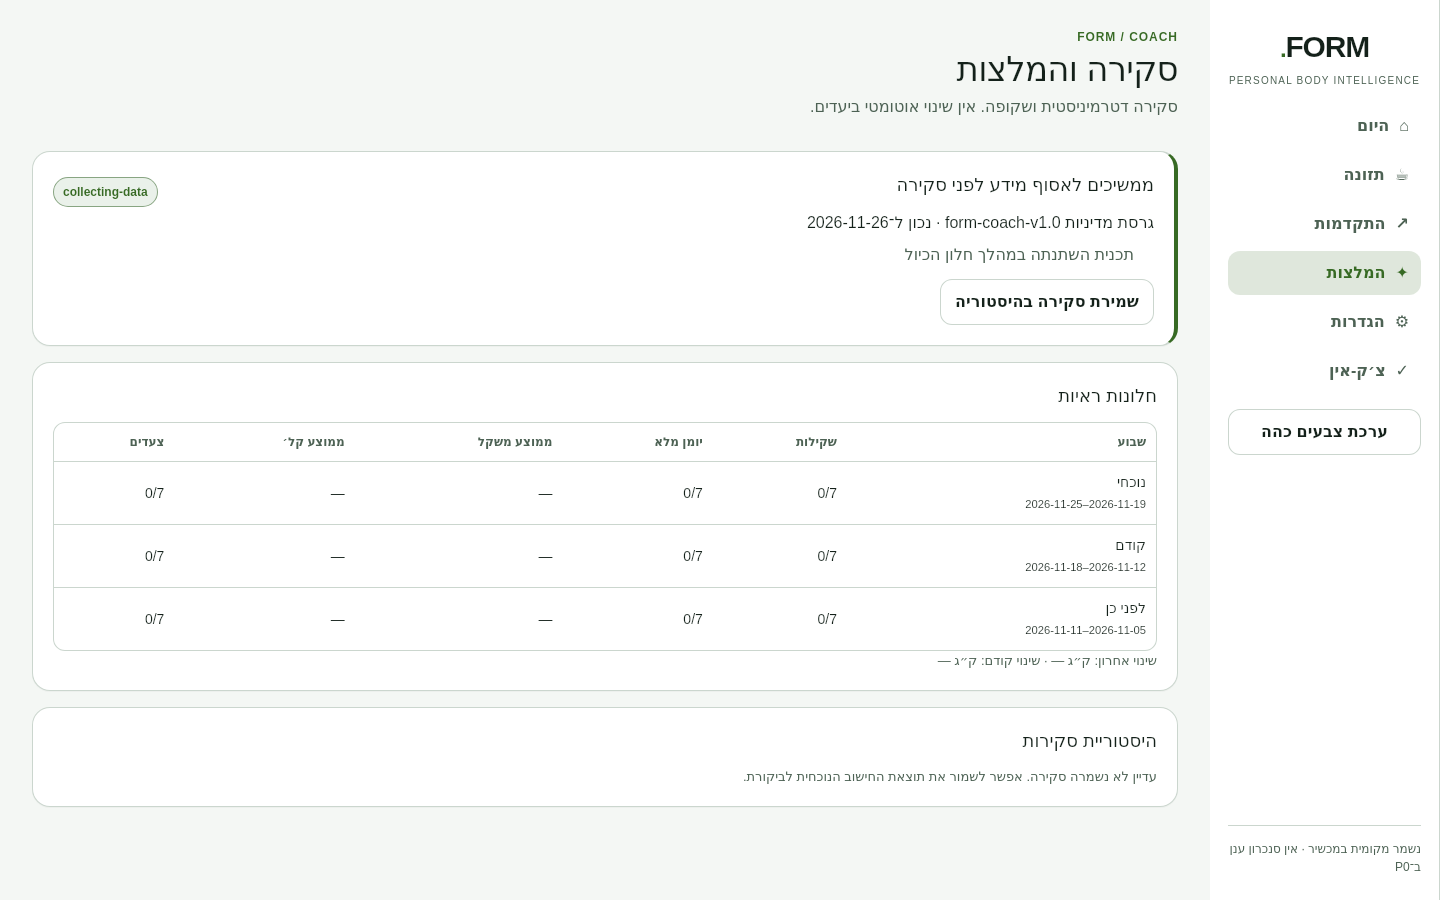 FORM.
PERSONAL BODY INTELLIGENCE
⌂ היום
☕ תזונה
↗ התקדמות
✦ המלצות
⚙ הגדרות
✓ צ׳ק-אין
ערכת צבעים כהה
נשמר מקומית במכשיר · אין סנכרון ענן
ב־P0
FORM / COACH
סקירה והמלצות
סקירה דטרמיניסטית ושקופה. אין שינוי אוטומטי ביעדים.
ממשיכים לאסוף מידע לפני סקירה
collecting-data
גרסת מדיניות form-coach-v1.0 · נכון ל־2026-11-26
תכנית השתנתה במהלך חלון הכיול
שמירת סקירה בהיסטוריה
חלונות ראיות
שבוע שקילות יומן מלא ממוצע משקל ממוצע קל׳ צעדים
נוכחי 0/7 0/7 — — 0/7
2026-11-25–2026-11-19
קודם 0/7 0/7 — — 0/7
2026-11-18–2026-11-12
לפני כן 0/7 0/7 — — 0/7
2026-11-11–2026-11-05
שינוי אחרון: ק״ג — · שינוי קודם: ק״ג —
היסטוריית סקירות
עדיין לא נשמרה סקירה. אפשר לשמור את תוצאת החישוב הנוכחית לביקורת.